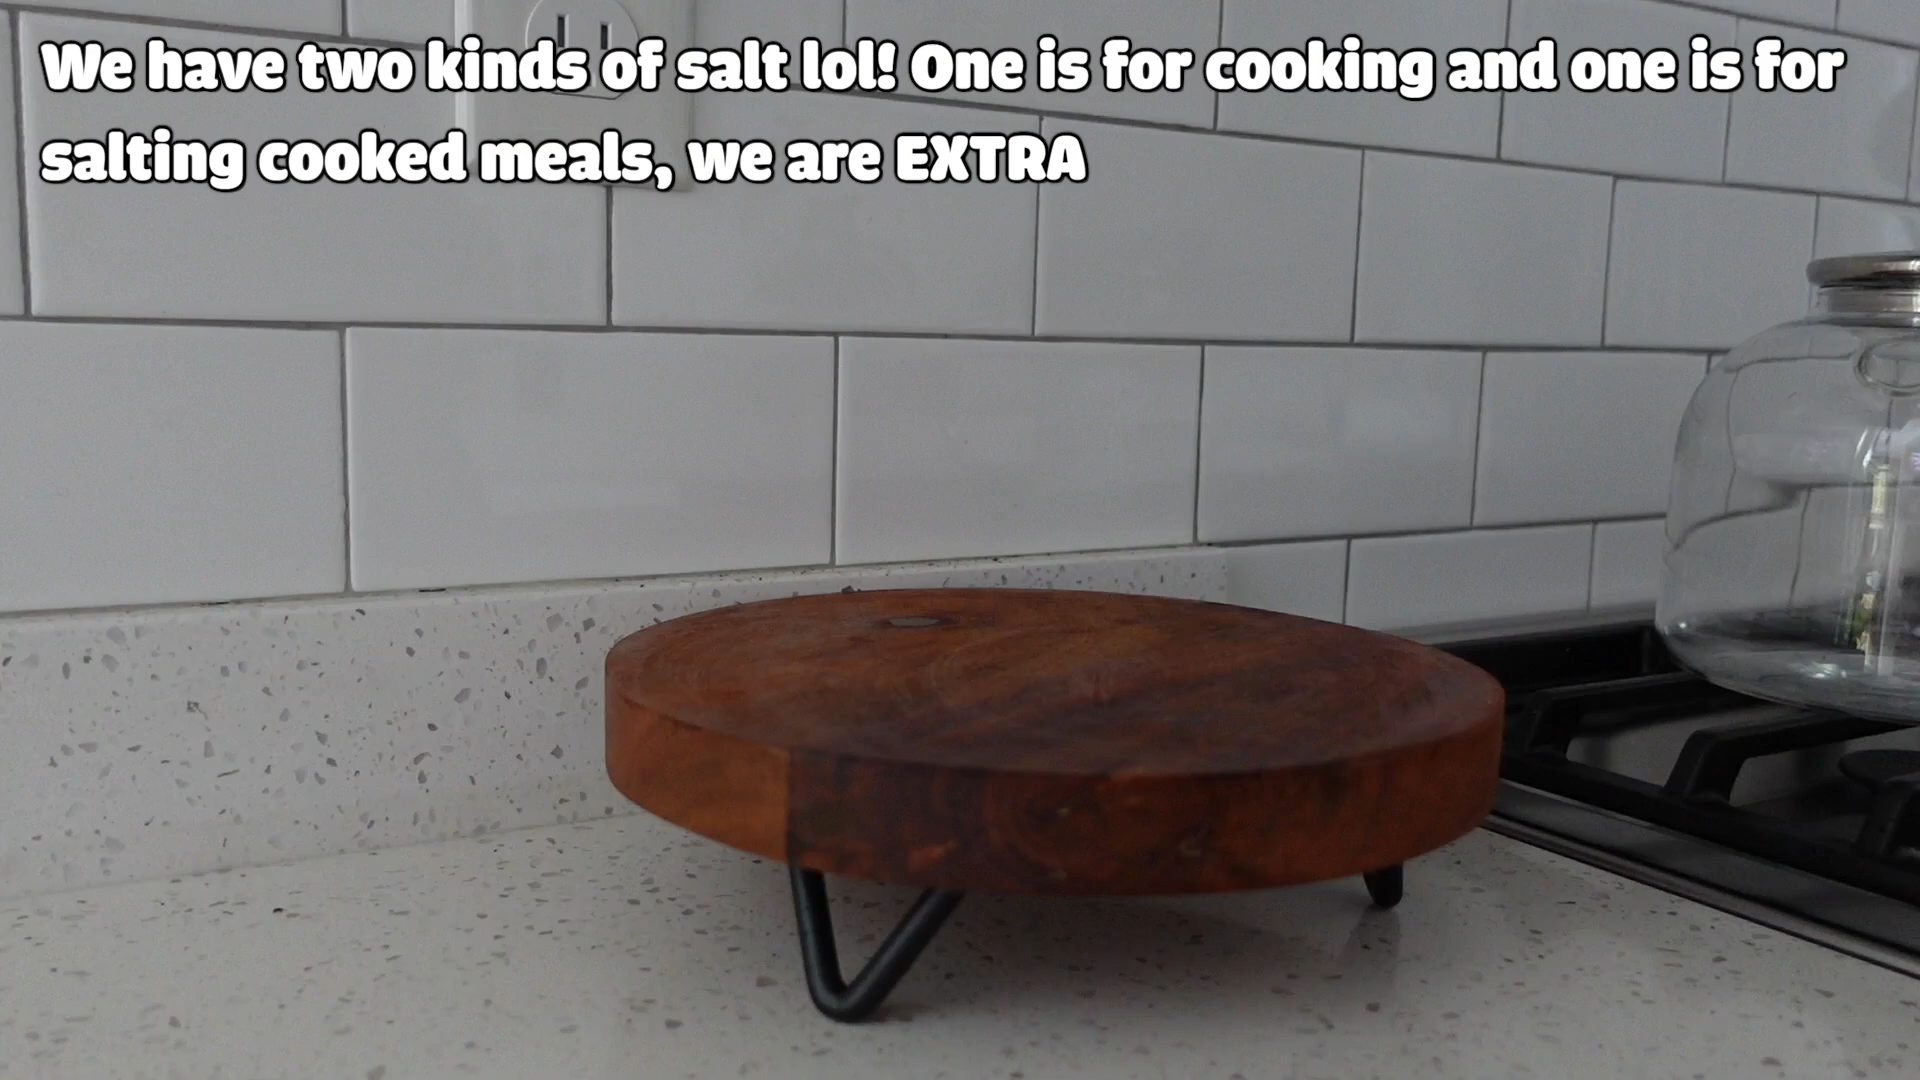 We have two kinds of salt lol! One is for cooking and one is for
salting cooked meals, we are EXTRA